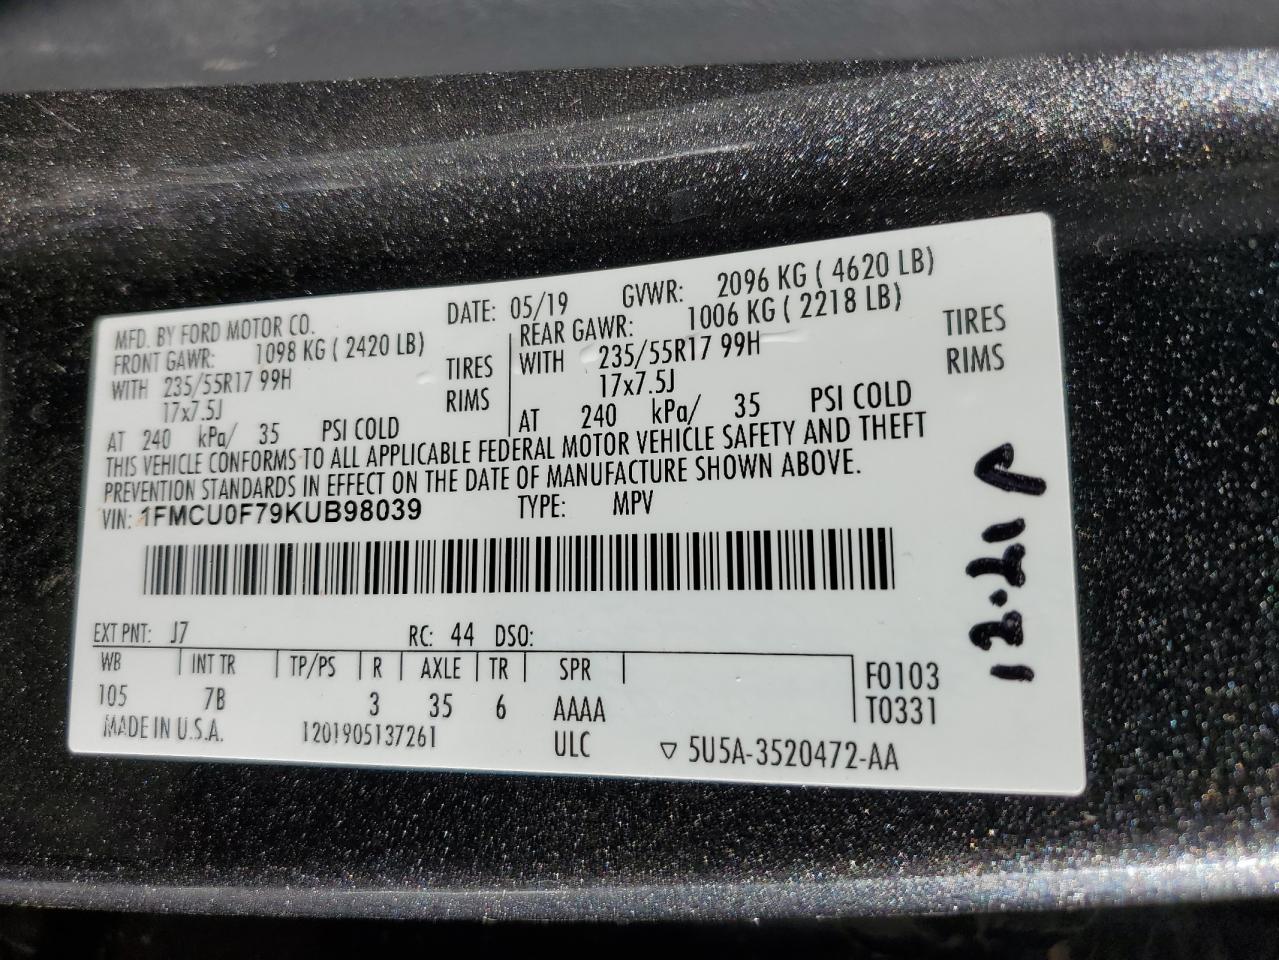 MFD. BY FORD MOTOR CO. DATE: 05/19 GVWR: 2096 KG ( 4620 LB)
FRONT GAWR: 1098 KG ( 2420 LB) REAR GAWR: 1006 KG ( 2218 LB)
WITH 235/55R17 99H TIRES WITH 235/55R17 99H TIRES
17x7.5J RIMS 17x7.5J RIMS
AT 240 kPa/ 35 PSI COLD AT 240 kPa/ 35 PSI COLD
THIS VEHICLE CONFORMS TO ALL APPLICABLE FEDERAL MOTOR VEHICLE SAFETY AND THEFT
PREVENTION STANDARDS IN EFFECT ON THE DATE OF MANUFACTURE SHOWN ABOVE.
VIN: 1FMCU0F79KUB98039 TYPE: MPV
EXT PNT: J7 RC: 44 DSO:
WB INT TR TP/PS R AXLE TR SPR F0103
105 7B 3 35 6 AAAA T0331
MADE IN U.S.A. 1201905137261 ULC ▽ 5U5A-3520472-AA